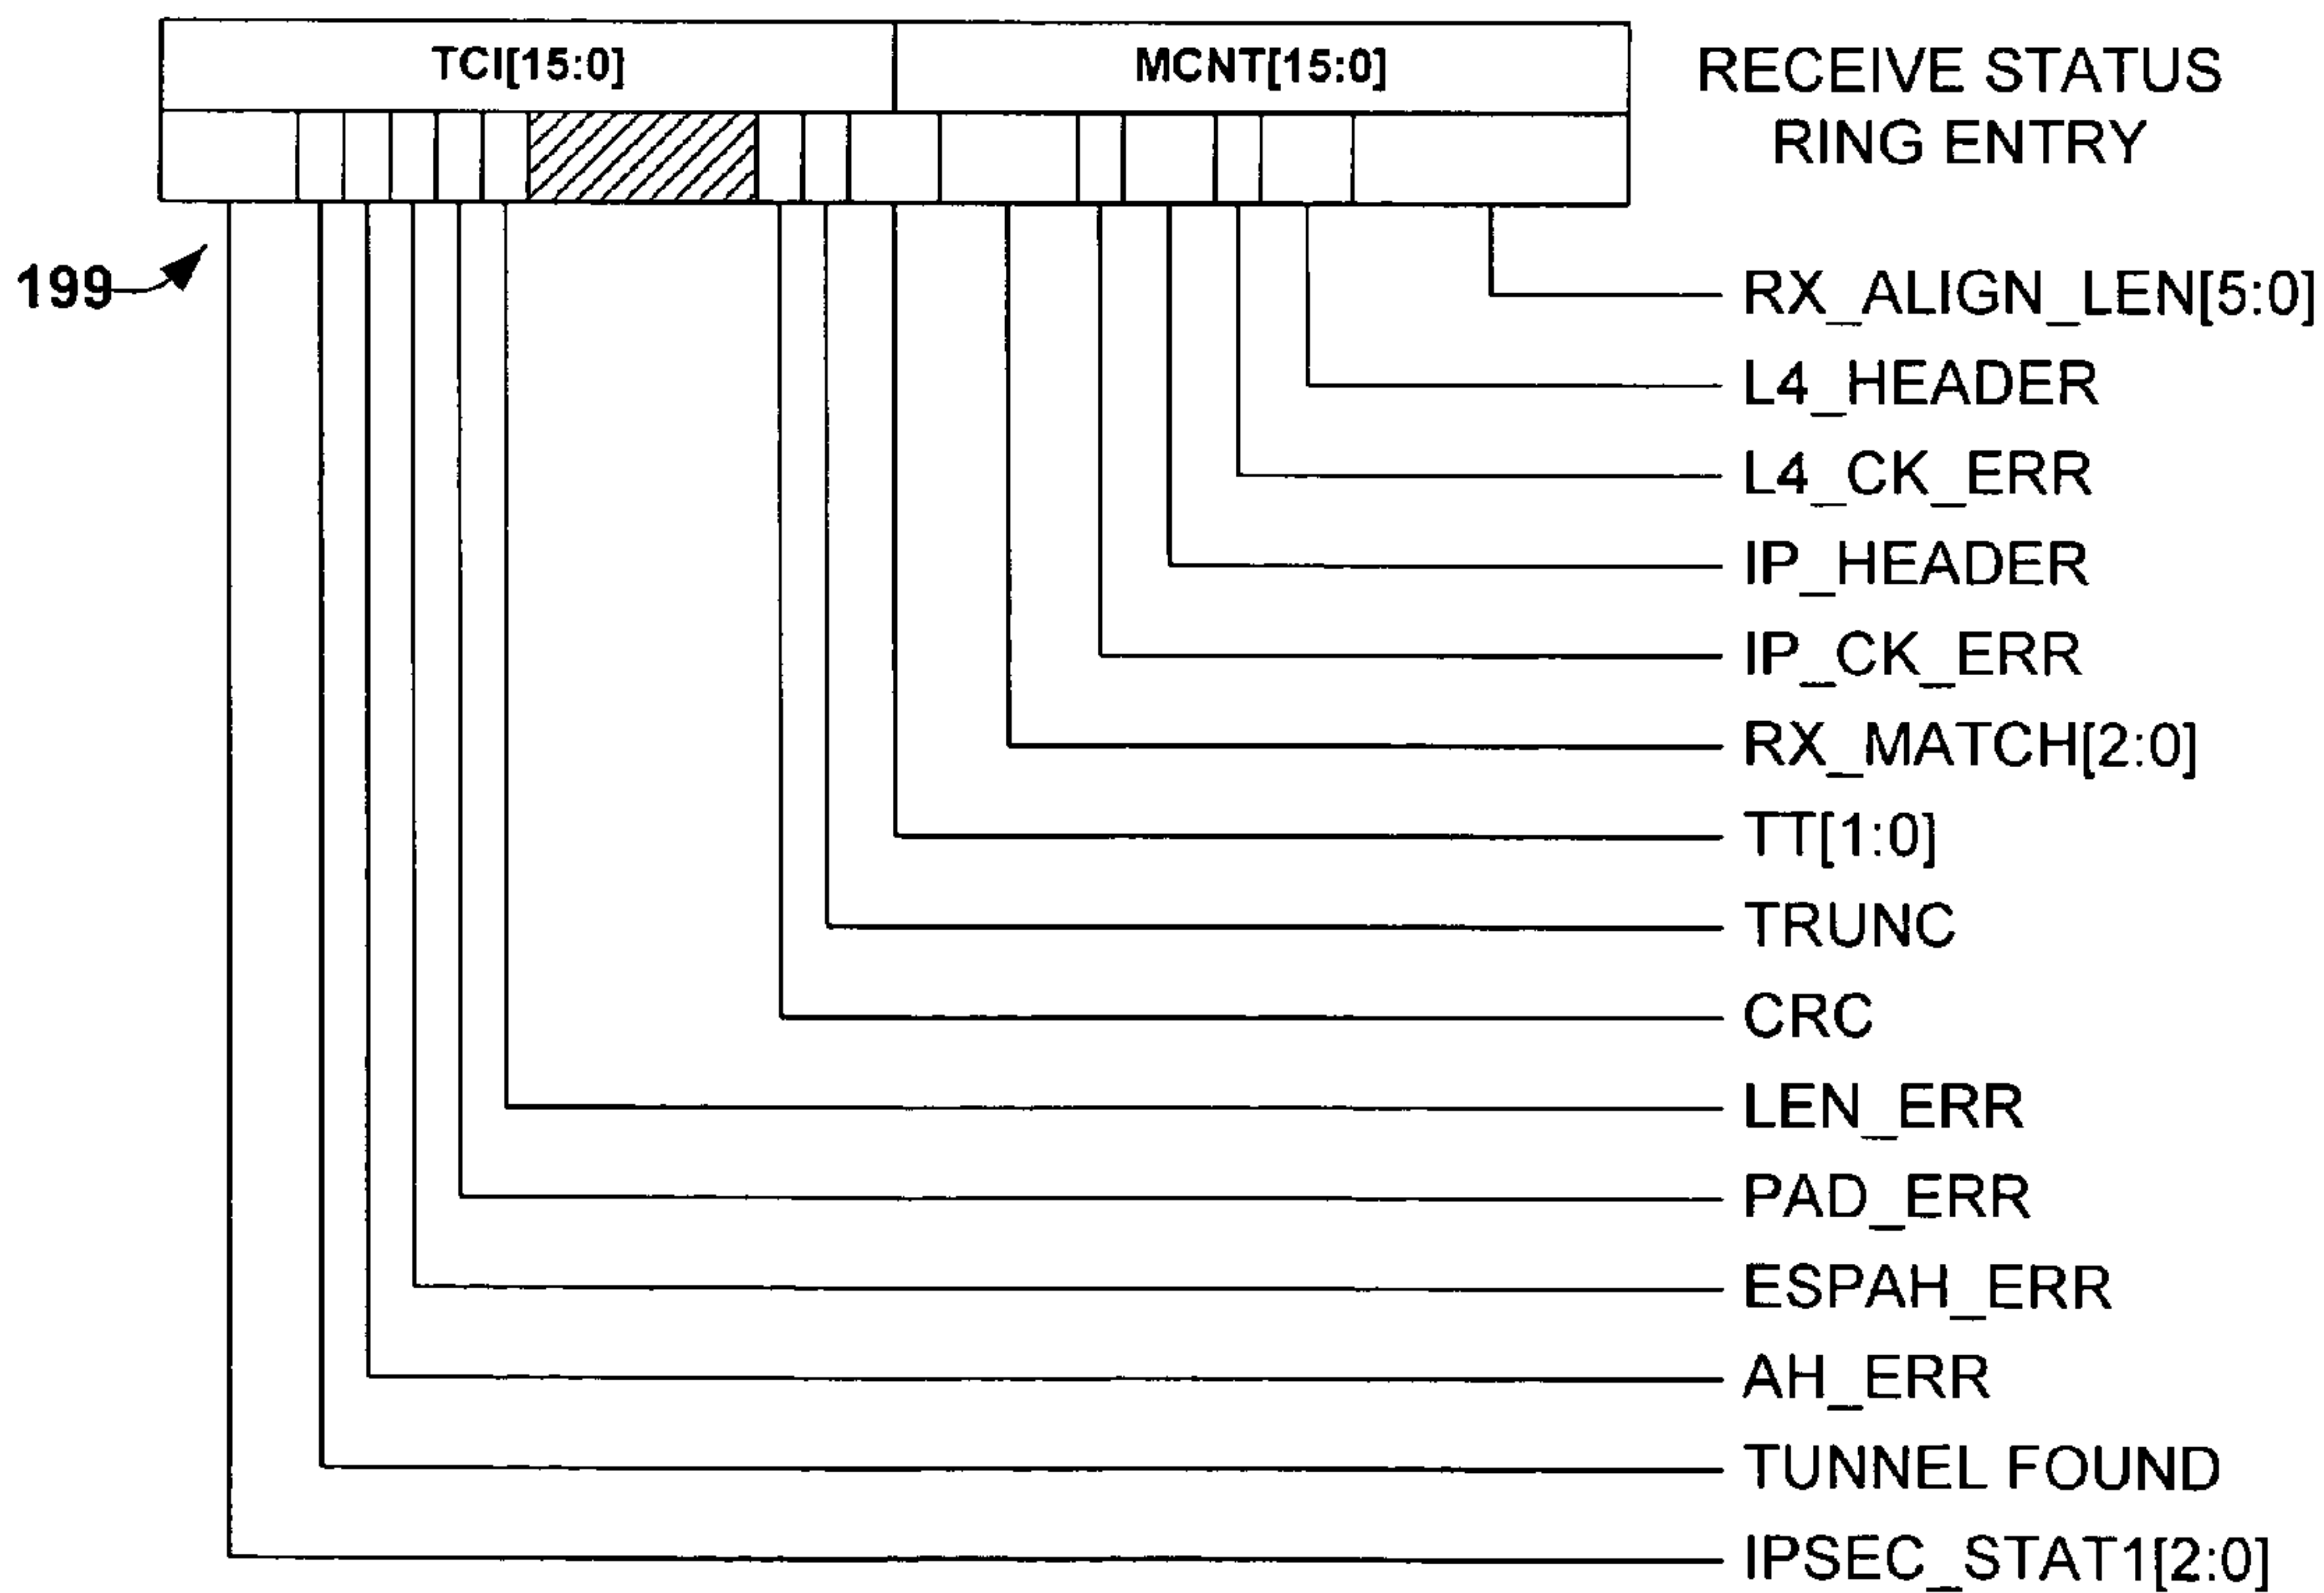 TCI[15:0] MCNT[15:0] RECEIVE STATUS
RING ENTRY
199
RX_ALIGN_LEN[5:0]
L4_HEADER
L4_CK_ERR
IP_HEADER
IP_CK_ERR
RX_MATCH[2:0]
TT[1:0]
TRUNC
CRC
LEN_ERR
PAD_ERR
ESPAH_ERR
AH_ERR
TUNNEL FOUND
IPSEC_STAT1[2:0]